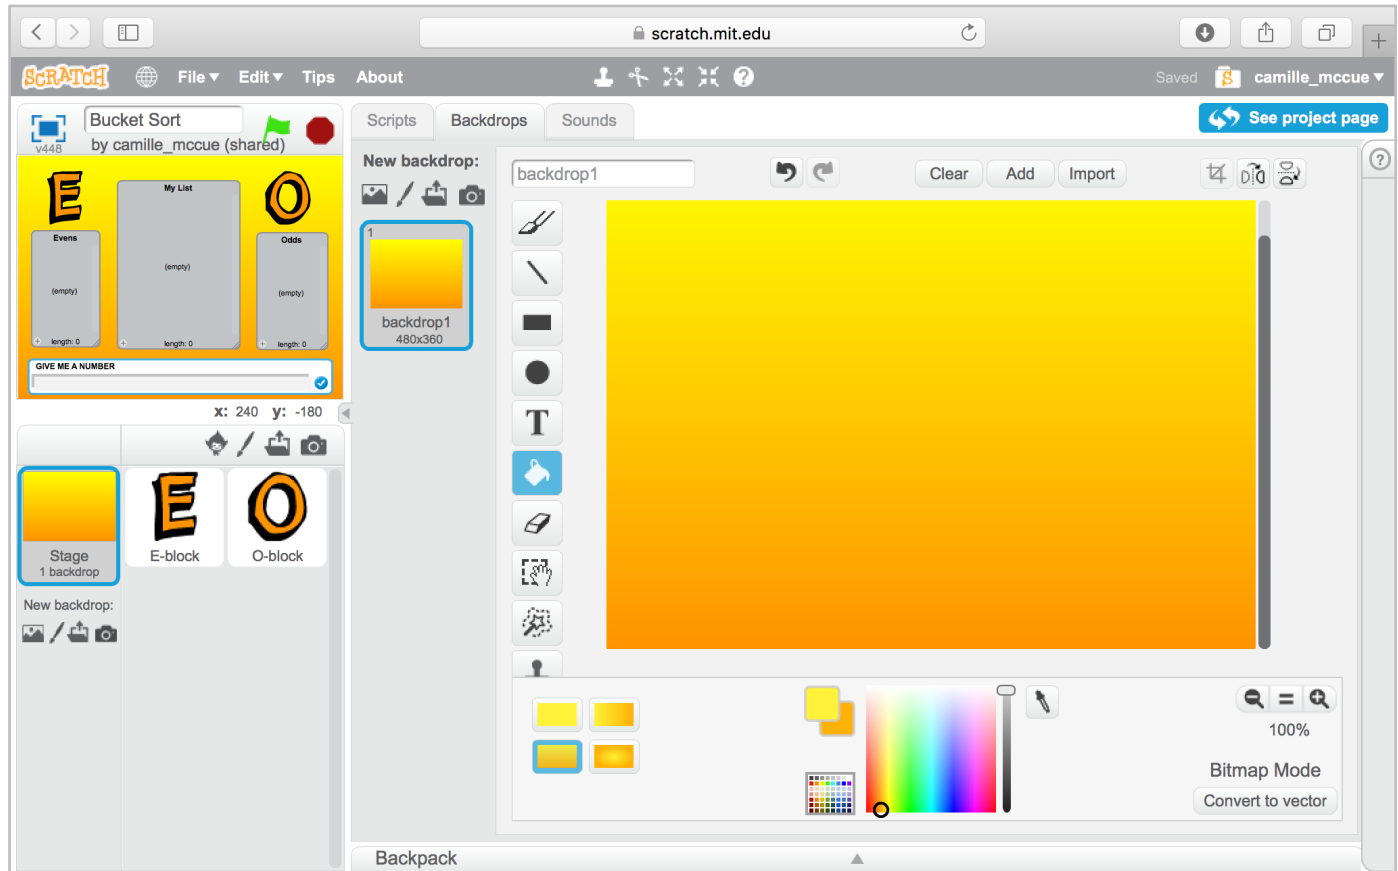 scratch.mit.edu
SCRATCH File Edit Tips About Saved S camille_mccue
v448
Bucket Sort
by camille_mccue (shared)
E
O
My List
(empty)
length: 0
Evens
(empty)
length: 0
Odds
(empty)
length: 0
GIVE ME A NUMBER
x: 240 y: -180
Stage
1 backdrop
E
E-block
O
O-block
New backdrop:
Scripts Backdrops Sounds
See project page
New backdrop:
1
backdrop1
480x360
backdrop1
Clear Add Import
T
100%
Bitmap Mode
Convert to vector
Backpack